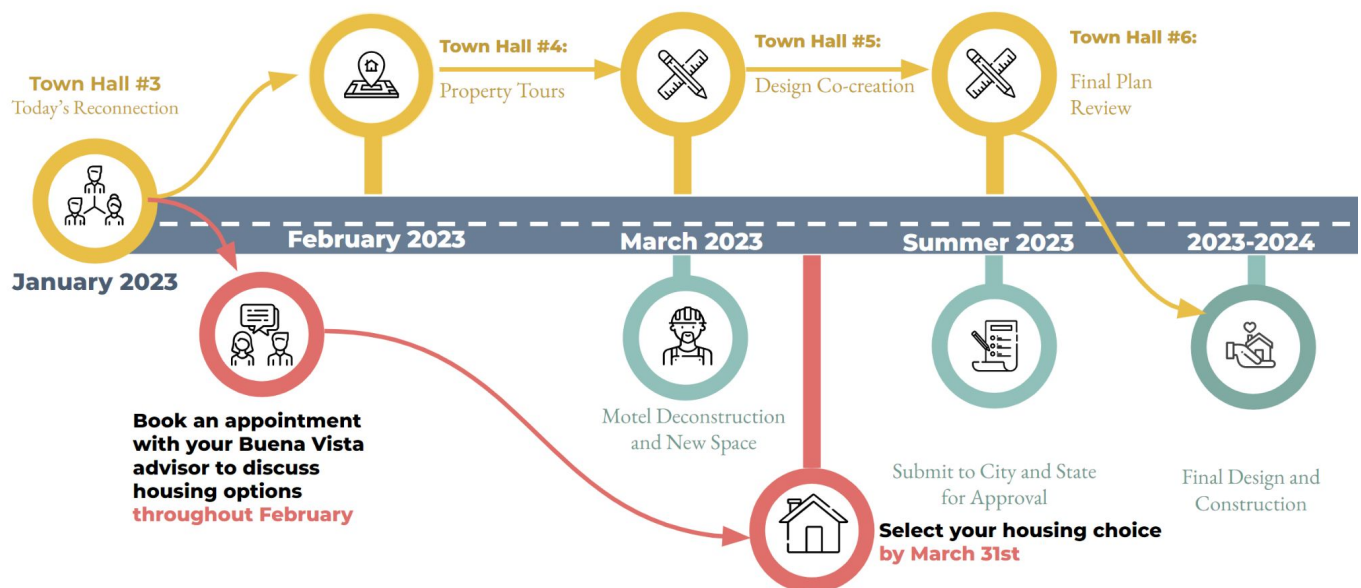 Town Hall #3
Today's Reconnection
Town Hall #4:
Property Tours
Town Hall #5:
Design Co-creation
Town Hall #6:
Final Plan
Review
January 2023
February 2023
March 2023
Summer 2023
2023-2024
Book an appointment
with your Buena Vista
advisor to discuss
housing options
throughout February
Motel Deconstruction
and New Space
Select your housing choice
by March 31st
Submit to City and State
for Approval
Final Design and
Construction